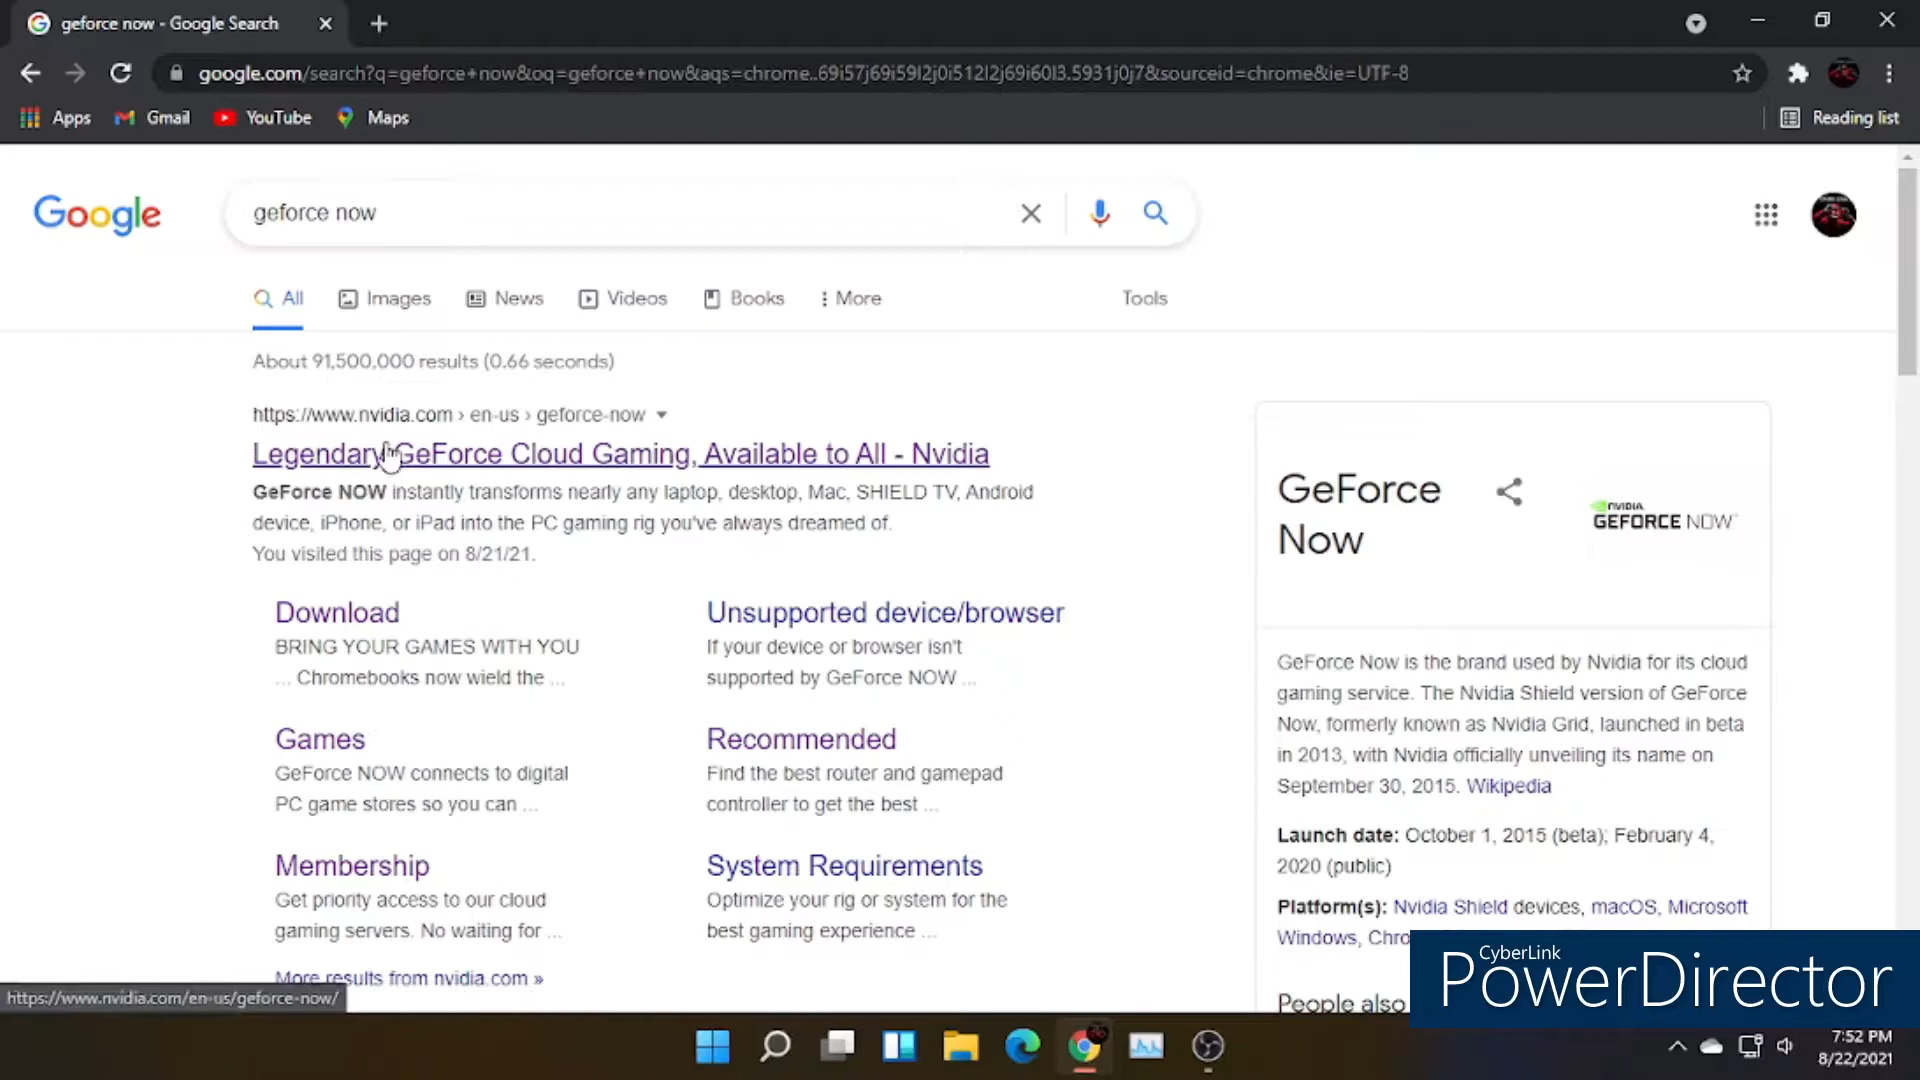 geforce now - Google Search
google.com/search?q=geforce+now&oq=geforce+now&aqs=chrome..69i57j69i59l2j0i512l2j69i60l3.5931j0j7&sourceid=chrome&ie=UTF-8
Apps Gmail YouTube Maps Reading list
Google
geforce now
All Images News Videos Books More Tools
About 91,500,000 results (0.66 seconds)
https://www.nvidia.com › en-us › geforce-now
Legendary GeForce Cloud Gaming, Available to All - Nvidia
GeForce NOW instantly transforms nearly any laptop, desktop, Mac, SHIELD TV, Android
device, iPhone, or iPad into the PC gaming rig you've always dreamed of.
You visited this page on 8/21/21.
Download
BRING YOUR GAMES WITH YOU
... Chromebooks now wield the ...
Unsupported device/browser
If your device or browser isn't
supported by GeForce NOW ...
Games
GeForce NOW connects to digital
PC game stores so you can ...
Recommended
Find the best router and gamepad
controller to get the best ...
Membership
Get priority access to our cloud
gaming servers. No waiting for ...
System Requirements
Optimize your rig or system for the
best gaming experience ...
More results from nvidia.com »
GeForce
Now
NVIDIA
GEFORCE NOW
GeForce Now is the brand used by Nvidia for its cloud
gaming service. The Nvidia Shield version of GeForce
Now, formerly known as Nvidia Grid, launched in beta
in 2013, with Nvidia officially unveiling its name on
September 30, 2015. Wikipedia
Launch date: October 1, 2015 (beta); February 4,
2020 (public)
Platform(s): Nvidia Shield devices, macOS, Microsoft
Windows, Chro
People also
CyberLink
PowerDirector
https://www.nvidia.com/en-us/geforce-now/
7:52 PM
8/22/2021